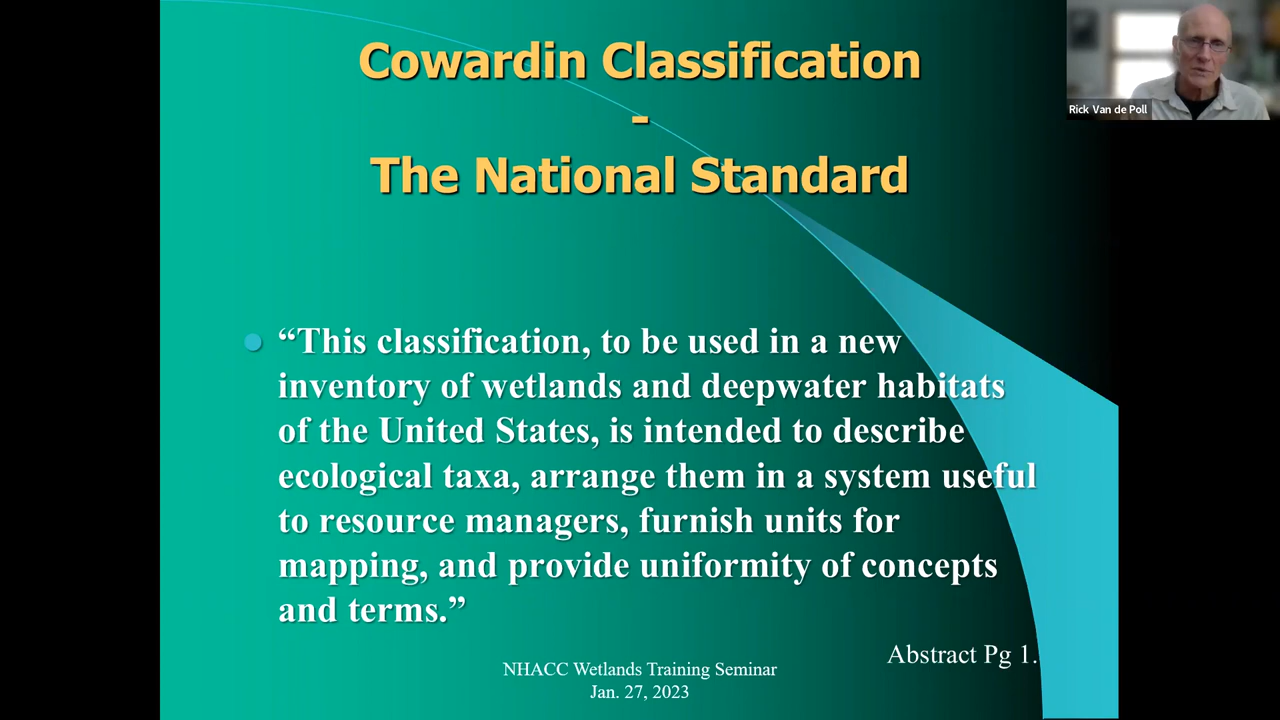 Cowardin Classification
-
The National Standard
Rick Van de Poll
“This classification, to be used in a new
inventory of wetlands and deepwater habitats
of the United States, is intended to describe
ecological taxa, arrange them in a system useful
to resource managers, furnish units for
mapping, and provide uniformity of concepts
and terms.”
Abstract Pg 1.
NHACC Wetlands Training Seminar
Jan. 27, 2023